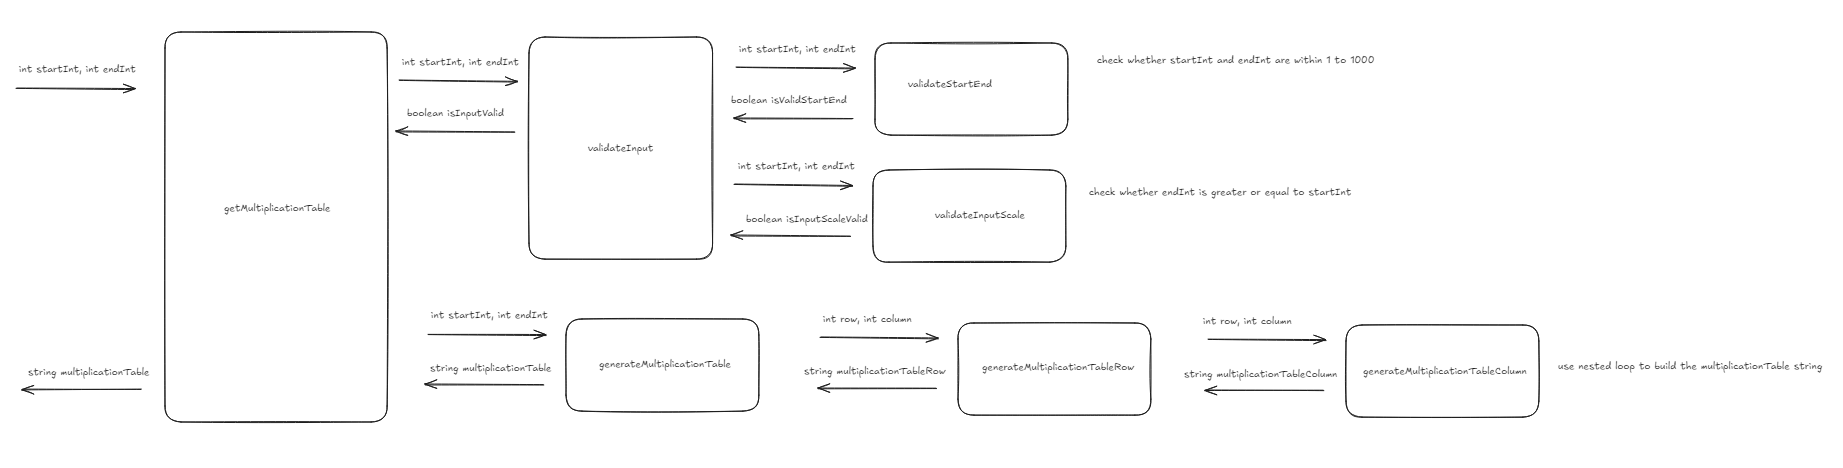 int startInt, int endInt
getMultiplicationTable
string multiplicationTable
int startInt, int endInt
boolean isInputValid
validateInput
int startInt, int endInt
boolean isValidStartEnd
validateStartEnd
check whether startInt and endInt are within 1 to 1000
int startInt, int endInt
boolean isInputScaleValid
validateInputScale
check whether endInt is greater or equal to startInt
int startInt, int endInt
string multiplicationTable
generateMultiplicationTable
int row, int column
string multiplicationTableRow
generateMultiplicationTableRow
int row, int column
string multiplicationTableColumn
generateMultiplicationTableColumn
use nested loop to build the multiplicationTable string